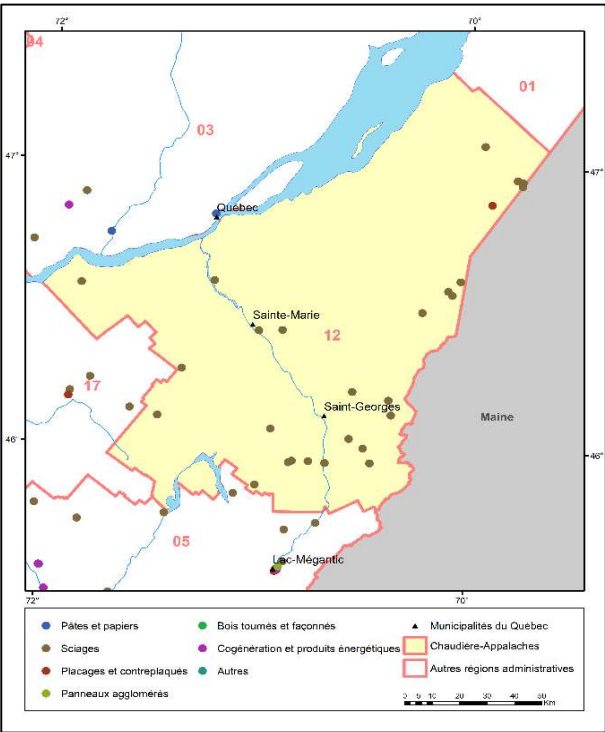 72° 70°
04
01
03
47° 47°
Québec
Sainte-Marie
12
17
Saint-Georges
Maine
46° 46°
05
Lac-Mégantic
72° 70°
Pâtes et papiers
Sciages
Placages et contreplaqués
Panneaux agglomérés
Bois tournés et façonnés
Cogénération et produits énergétiques
Autres
Municipalités du Québec
Chaudière-Appalaches
Autres régions administratives
0 5 10 20 30 40 50
Km